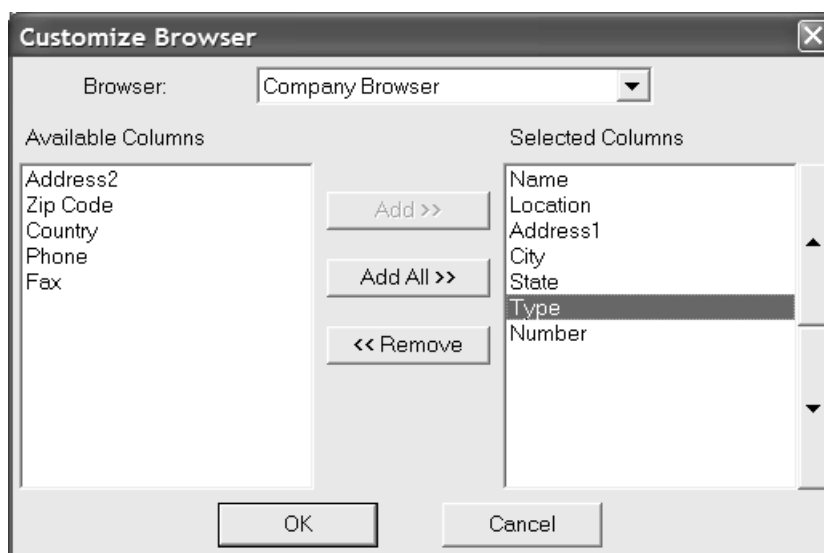 Customize Browser
Browser: Company Browser
Available Columns
Address2
Zip Code
Country
Phone
Fax
Add >>
Add All >>
<< Remove
Selected Columns
Name
Location
Address1
City
State
Type
Number
OK
Cancel